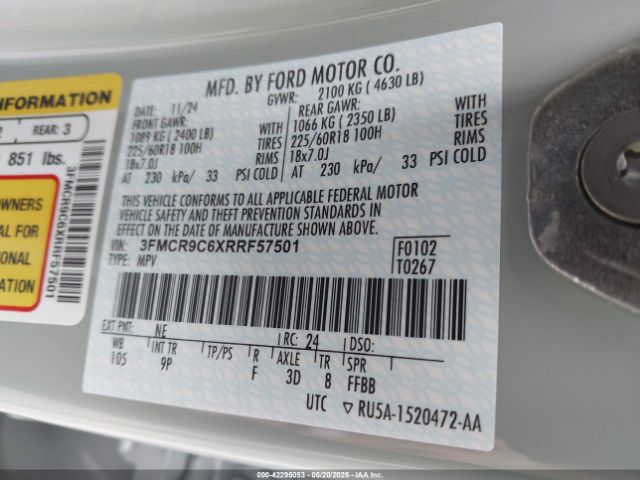 INFORMATION
2 REAR: 3
851 lbs.
OWNERS
AL FOR
AL
3FMCR9C6XRRF57501
MFD. BY FORD MOTOR CO.
DATE: 11/24 GVWR: 2100 KG ( 4630 LB)
FRONT GAWR: REAR GAWR:
1089 KG ( 2400 LB) WITH 1066 KG ( 2350 LB) WITH
225/60R18 100H TIRES 225/60R18 100H TIRES
18x7.0J RIMS 18x7.0J RIMS
AT 230 kPa/ 33 PSI COLD AT 230 kPa/ 33 PSI COLD
THIS VEHICLE CONFORMS TO ALL APPLICABLE FEDERAL MOTOR
VEHICLE SAFETY AND THEFT PREVENTION STANDARDS IN
EFFECT ON THE DATE OF MANUFACTURE SHOWN ABOVE.
VIN: 3FMCR9C6XRRF57501 F0102
TYPE: MPV T0267
EXT PNT: NE RC: 24 DSO:
WB INT TR TP/PS R AXLE TR SPR
105 9P F 3D 8 FFBB
UTC ▽ RU5A-1520472-AA
000-42295053 — 05/20/2025 — IAAI.COM